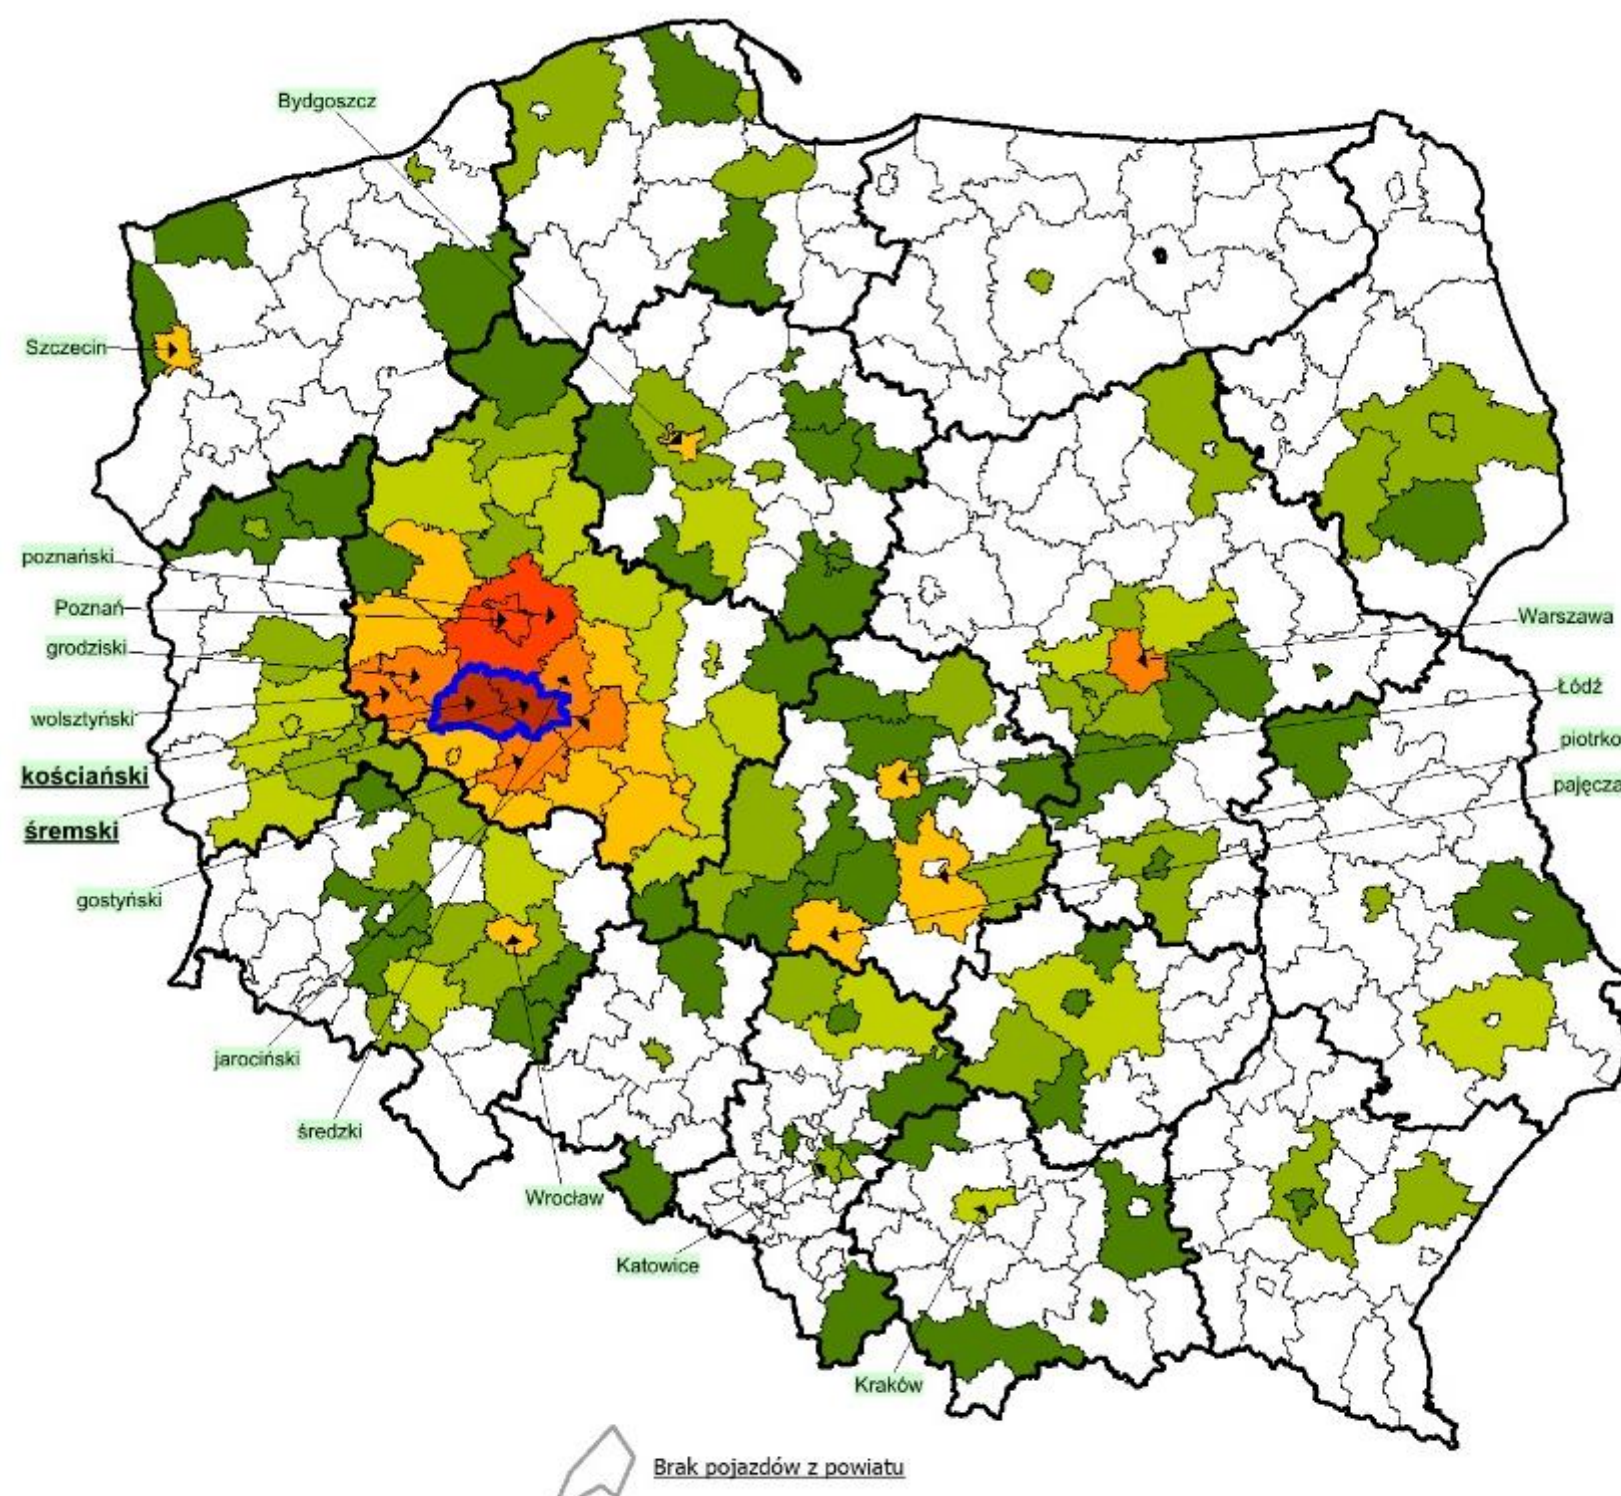 Bydgoszcz
Szczecin
poznański
Poznań
grodziski
wolsztyński
kościański
śremski
gostyński
jarociński
średzki
Wrocław
Katowice
Kraków
Warszawa
Łódź
piotrko
pajęcza
Brak pojazdów z powiatu